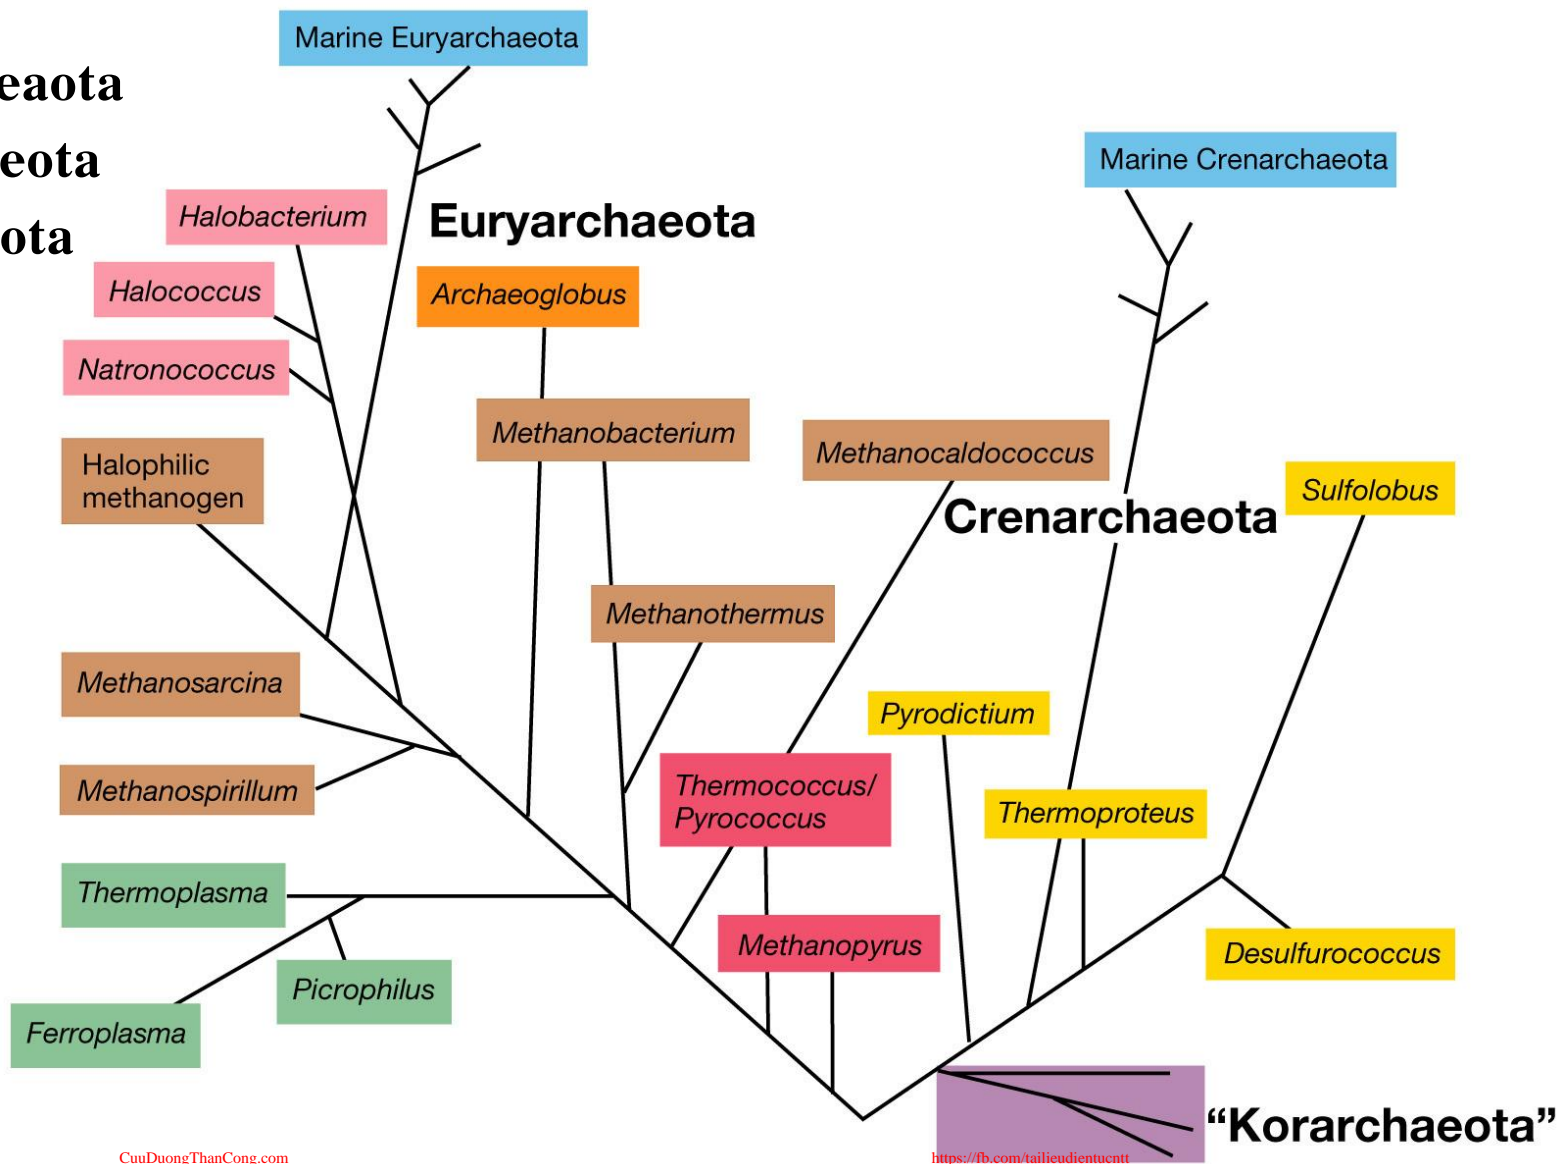 Marine Euryarchaeota
eaota
eota
ota
Marine Crenarchaeota
Halobacterium
Euryarchaeota
Halococcus
Archaeoglobus
Natronococcus
Methanobacterium
Methanocaldococcus
Halophilic
methanogen
Sulfolobus
Crenarchaeota
Methanothermus
Methanosarcina
Pyrodictium
Methanospirillum
Thermococcus/
Pyrococcus
Thermoproteus
Thermoplasma
Methanopyrus
Desulfurococcus
Picrophilus
Ferroplasma
“Korarchaeota”
CuuDuongThanCong.com
https://fb.com/tailieudientucntt